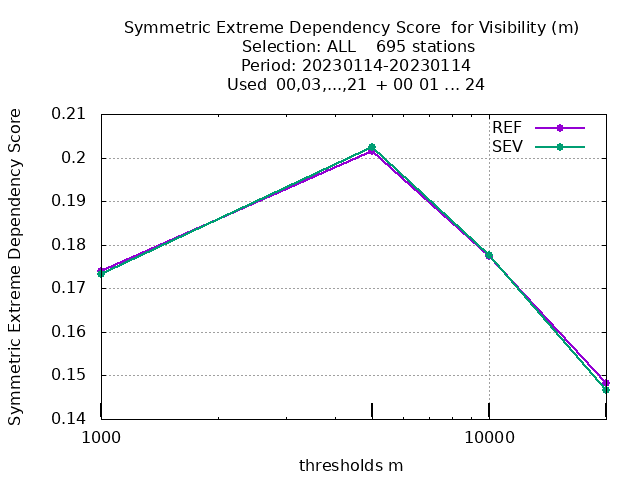 Symmetric Extreme Dependency Score  for Visibility (m)
Selection: ALL    695 stations
Period: 20230114-20230114
Used  00,03,...,21  + 00 01 ... 24
Symmetric Extreme Dependency Score
0.21
0.2
0.19
0.18
0.17
0.16
0.15
0.14
REF
SEV
1000
10000
thresholds m